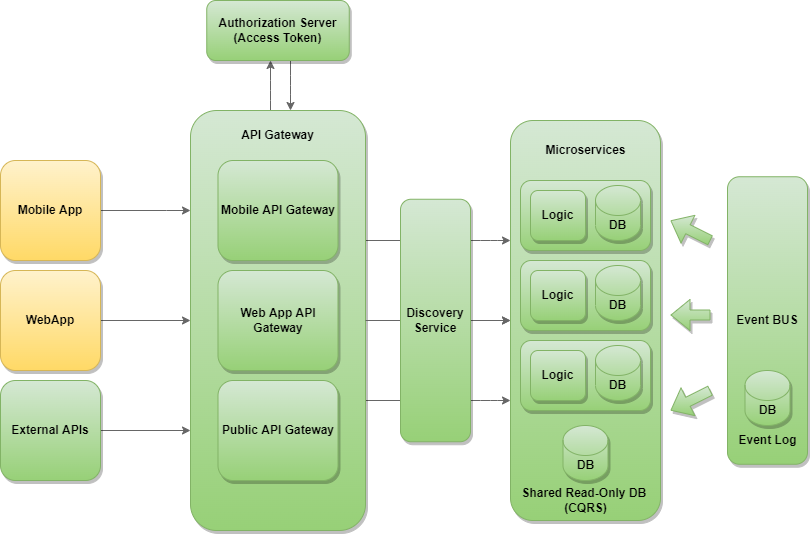 Authorization Server
(Access Token)
API Gateway
Mobile App
Mobile API Gateway
WebApp
Web App API
Gateway
External APIs
Public API Gateway
Discovery
Service
Microservices
Logic
DB
Logic
DB
Logic
DB
DB
Shared Read-Only DB
(CQRS)
Event BUS
DB
Event Log